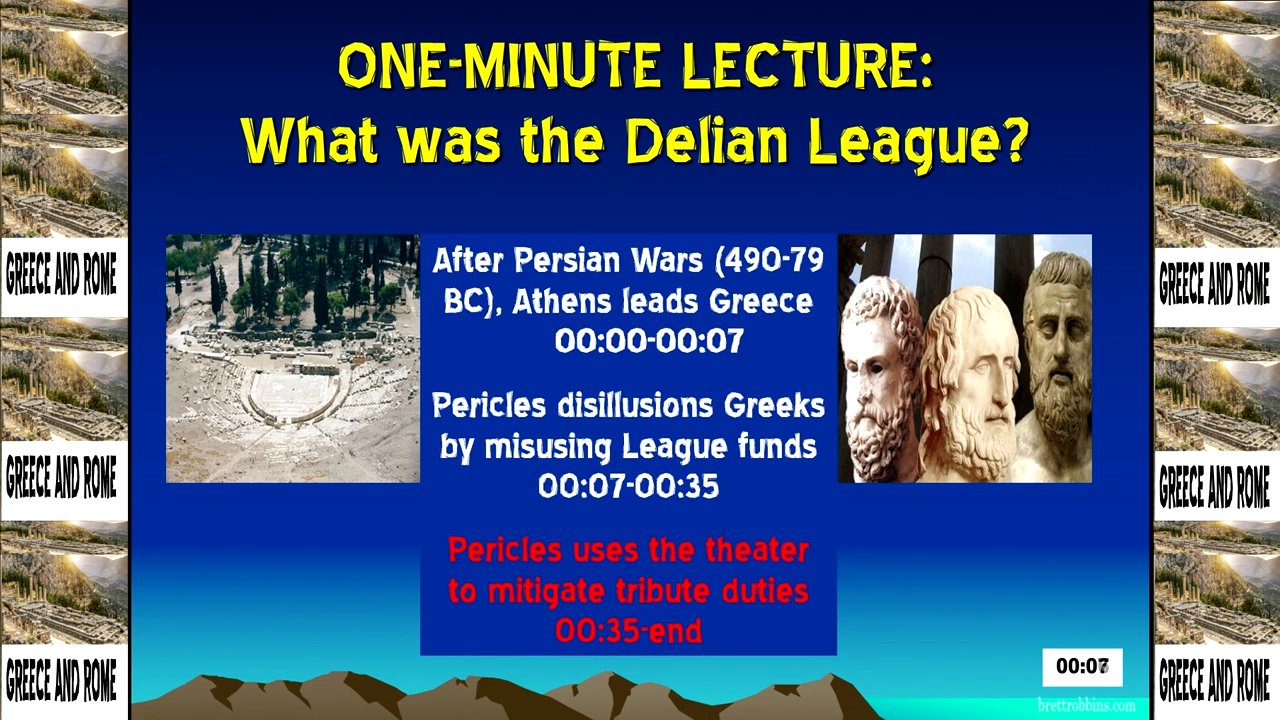 ONE-MINUTE LECTURE:
What was the Delian League?
After Persian Wars (490-79
BC), Athens leads Greece
00:00-00:07
Pericles disillusions Greeks
by misusing League funds
00:07-00:35
Pericles uses the theater
to mitigate tribute duties
00:35-end
GREECE AND ROME
GREECE AND ROME
GREECE AND ROME
GREECE AND ROME
GREECE AND ROME
GREECE AND ROME
00:07
brettrobbins.com